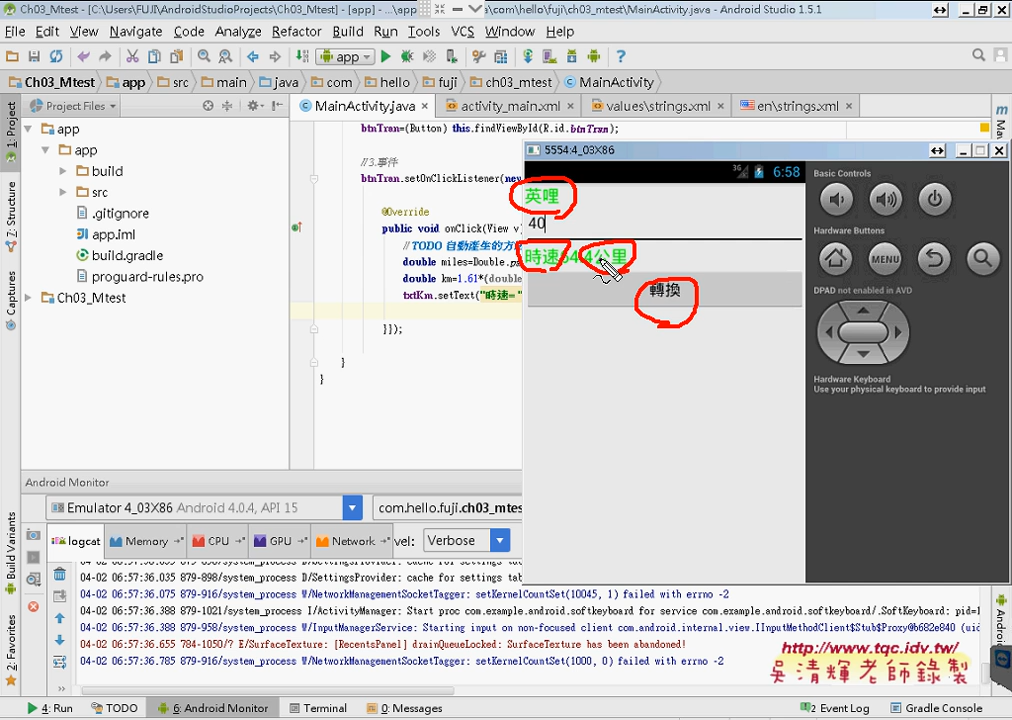 Ch03_Mtest - [C:\Users\FUJI\AndroidStudioProjects\Ch03_Mtest] - [app] - ...\app
a\com\hello\fuji\ch03_mtest\MainActivity.java - Android Studio 1.5.1
File Edit View Navigate Code Analyze Refactor Build Run Tools VCS Window Help
app
Ch03_Mtest app src main java com hello fuji ch03_mtest MainActivity
Project Files
MainActivity.java activity_main.xml values\strings.xml en\strings.xml
1: Project
7: Structure
Captures
Build Variants
2: Favorites
app
app
build
src
.gitignore
app.iml
build.gradle
proguard-rules.pro
Ch03_Mtest
btnTran=(Button) this.findViewById(R.id.btnTran);
//3.事件
btnTran.setOnClickListener(new
@Override
public void onClick(View v
//TODO 自動產生的方
double miles=Double.pa
double km=1.61*(double
txtKm.setText("時速= "
}});
}
}
5554:4_03X86
3G 6:58
英哩
40
時速64.4公里
轉換
Basic Controls
Hardware Buttons
MENU
DPAD not enabled in AVD
Hardware Keyboard
Use your physical keyboard to provide input
Android Monitor
Emulator 4_03X86 Android 4.0.4, API 15
com.hello.fuji.ch03_mtes
logcat Memory CPU GPU Network vel: Verbose
04-02 06:57:36.035 879-898/system_process D/SettingsProvider: cache for settings tab
04-02 06:57:36.075 879-916/system_process W/NetworkManagementSocketTagger: setKernelCountSet(10045, 1) failed with errno -2
04-02 06:57:36.388 879-1021/system_process I/ActivityManager: Start proc com.example.android.softkeyboard for service com.example.android.softkeyboard/.SoftKeyboard: pid=1
04-02 06:57:36.388 879-958/system_process W/InputManagerService: Starting input on non-focused client com.android.internal.view.IInputMethodClient$Stub$Proxy@b682e840 (uid
04-02 06:57:36.655 784-1050/? E/SurfaceTexture: [RecentsPanel] drainQueueLocked: SurfaceTexture has been abandoned!
04-02 06:57:36.785 879-916/system_process W/NetworkManagementSocketTagger: setKernelCountSet(1000, 0) failed with errno -2
http://www.tqc.idv.tw/
吳清輝老師錄製
4: Run TODO 6: Android Monitor Terminal 0: Messages 2 Event Log Gradle Console